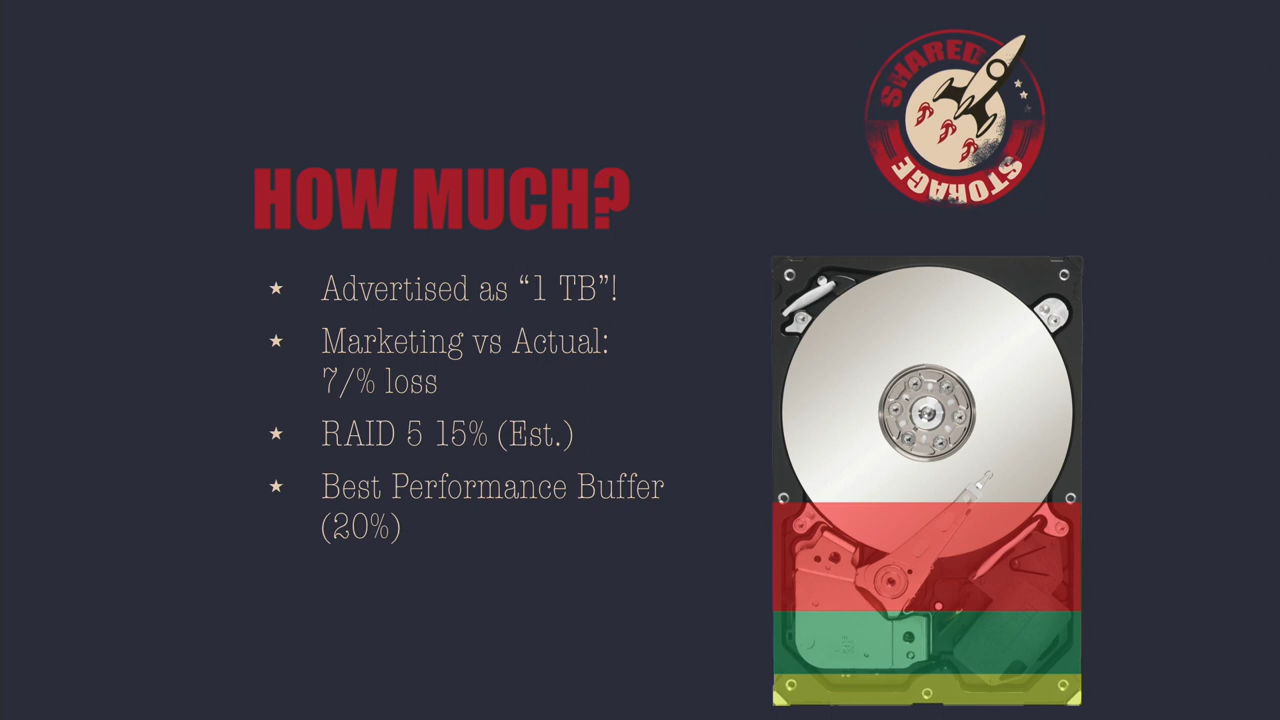 SHARED
STORAGE
HOW MUCH?
Advertised as “1 TB”!
Marketing vs Actual:
7/% loss
RAID 5 15% (Est.)
Best Performance Buffer
(20%)